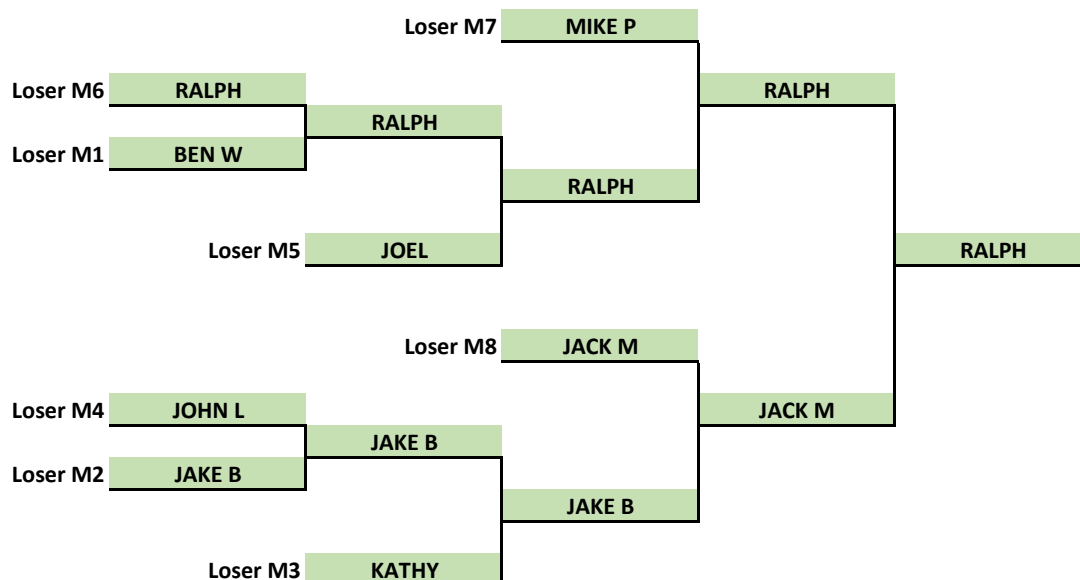 Loser M7 MIKE P
Loser M6 RALPH RALPH
RALPH
Loser M1 BEN W
RALPH
Loser M5 JOEL RALPH
Loser M8 JACK M
Loser M4 JOHN L JACK M
JAKE B
Loser M2 JAKE B
JAKE B
Loser M3 KATHY